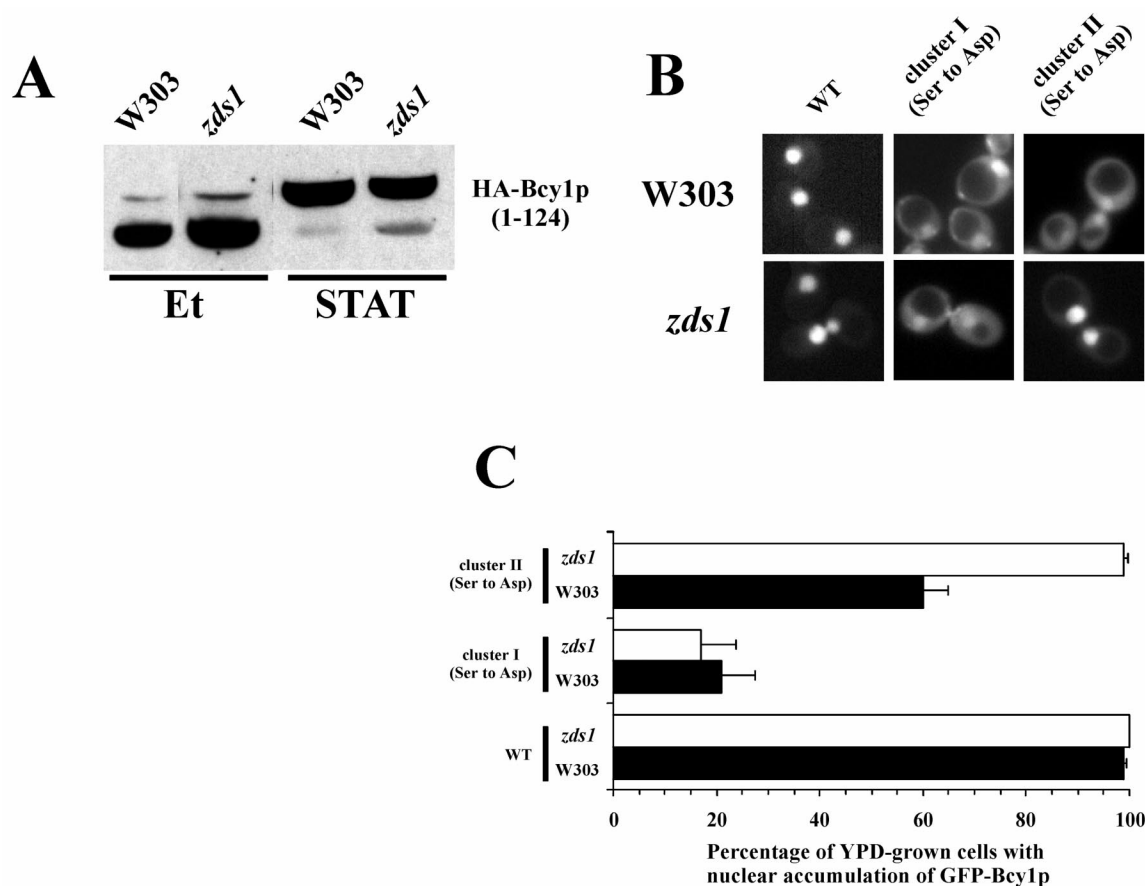 A
W303
zds1
W303
zds1
HA-Bcy1p
(1-124)
Et
STAT
B
WT
cluster I
(Ser to Asp)
cluster II
(Ser to Asp)
W303
zds1
C
cluster II
(Ser to Asp)
zds1
W303
cluster I
(Ser to Asp)
zds1
W303
WT
zds1
W303
0 20 40 60 80 100
Percentage of YPD-grown cells with
nuclear accumulation of GFP-Bcy1p